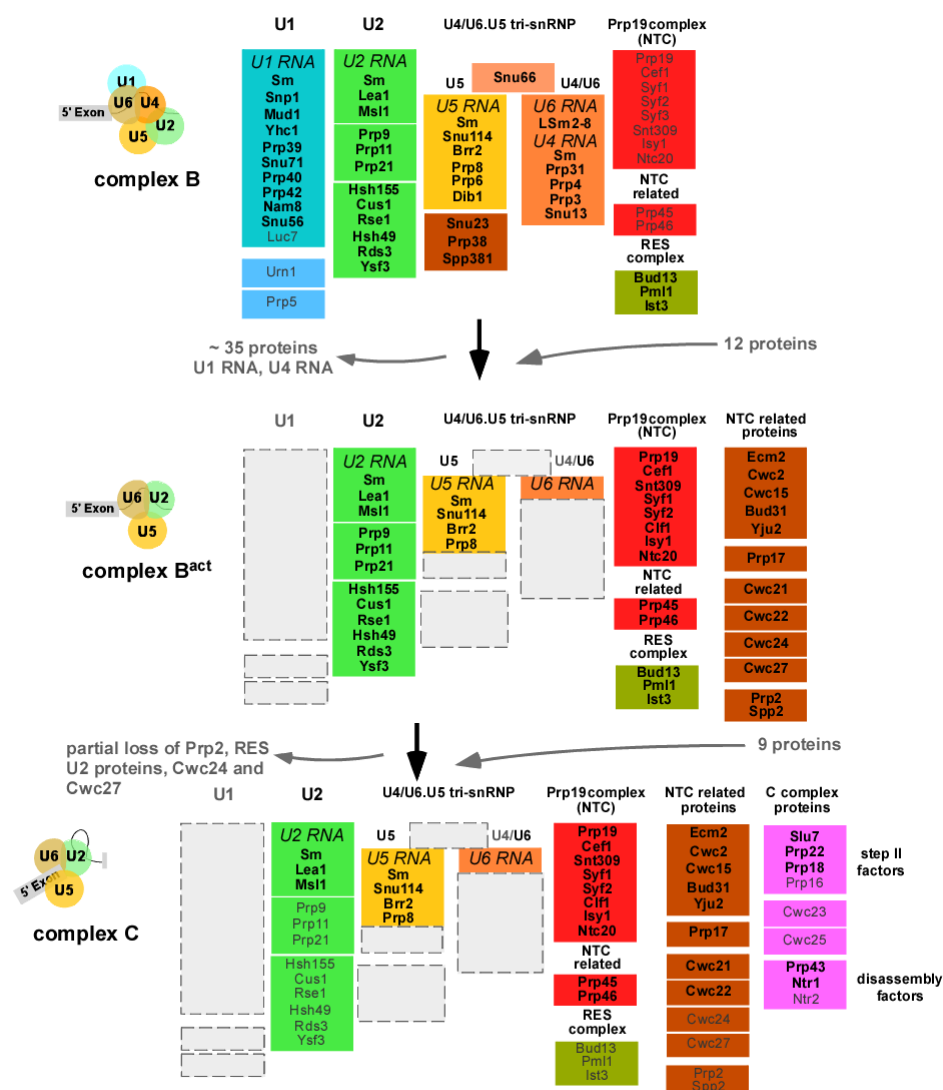 U1
U2
U4/U6.U5 tri-snRNP
Prp19complex
(NTC)
U1
U6 U4
5' Exon
U2
U5
complex B
U1 RNA
Sm
Snp1
Mud1
Yhc1
Prp39
Snu71
Prp40
Prp42
Nam8
Snu56
Luc7
Urn1
Prp5
U2 RNA
Sm
Lea1
Msl1
Prp9
Prp11
Prp21
Hsh155
Cus1
Rse1
Hsh49
Rds3
Ysf3
U5
Snu66
U4/U6
U5 RNA
Sm
Snu114
Brr2
Prp8
Prp6
Dib1
Snu23
Prp38
Spp381
U6 RNA
LSm2-8
U4 RNA
Sm
Prp31
Prp4
Prp3
Snu13
Prp19
Cef1
Syf1
Syf2
Syf3
Snt309
Isy1
Ntc20
NTC
related
Prp45
Prp46
RES
complex
Bud13
Pml1
Ist3
~ 35 proteins
U1 RNA, U4 RNA
12 proteins
U1
U2
U4/U6.U5 tri-snRNP
Prp19complex
(NTC)
NTC related
proteins
U6 U2
5' Exon
U5
complex Bact
U2 RNA
Sm
Lea1
Msl1
Prp9
Prp11
Prp21
Hsh155
Cus1
Rse1
Hsh49
Rds3
Ysf3
U5
U4/U6
U5 RNA
Sm
Snu114
Brr2
Prp8
U6 RNA
Prp19
Cef1
Snt309
Syf1
Syf2
Clf1
Isy1
Ntc20
NTC
related
Prp45
Prp46
RES
complex
Bud13
Pml1
Ist3
Ecm2
Cwc2
Cwc15
Bud31
Yju2
Prp17
Cwc21
Cwc22
Cwc24
Cwc27
Prp2
Spp2
partial loss of Prp2, RES
U2 proteins, Cwc24 and
Cwc27
9 proteins
U1
U2
U4/U6.U5 tri-snRNP
Prp19complex
(NTC)
NTC related
proteins
C complex
proteins
U6 U2
5' Exon
U5
complex C
U2 RNA
Sm
Lea1
Msl1
Prp9
Prp11
Prp21
Hsh155
Cus1
Rse1
Hsh49
Rds3
Ysf3
U5
U4/U6
U5 RNA
Sm
Snu114
Brr2
Prp8
U6 RNA
Prp19
Cef1
Snt309
Syf1
Syf2
Clf1
Isy1
Ntc20
NTC
related
Prp45
Prp46
RES
complex
Bud13
Pml1
Ist3
Ecm2
Cwc2
Cwc15
Bud31
Yju2
Prp17
Cwc21
Cwc22
Cwc24
Cwc27
Prp2
Spp2
Slu7
Prp22
Prp18
Prp16
Cwc23
Cwc25
Prp43
Ntr1
Ntr2
step II
factors
disassembly
factors